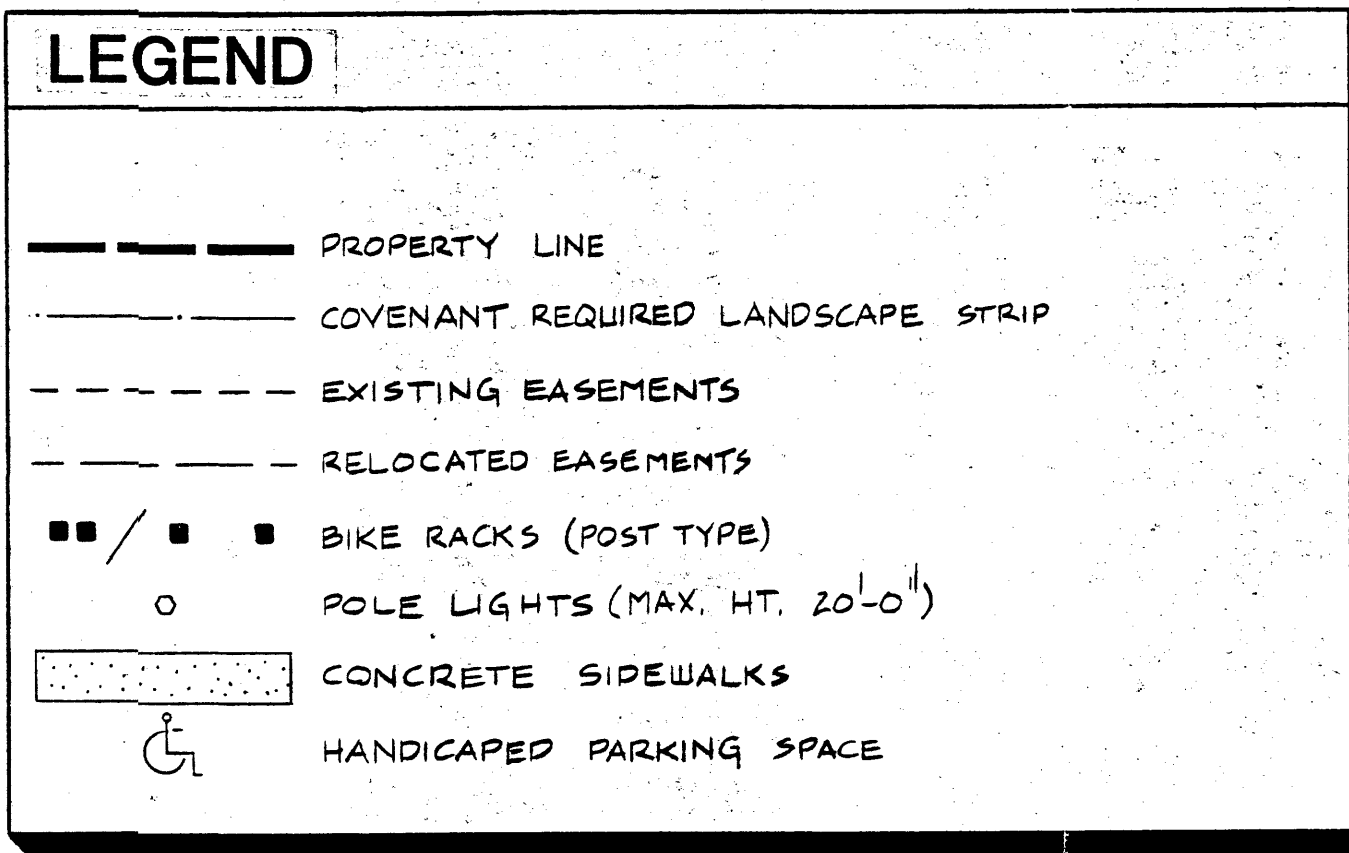 LEGEND
PROPERTY LINE
COVENANT REQUIRED LANDSCAPE STRIP
EXISTING EASEMENTS
RELOCATED EASEMENTS
BIKE RACKS (POST TYPE)
POLE LIGHTS (MAX. HT. 20'-0")
CONCRETE SIDEWALKS
HANDICAPED PARKING SPACE